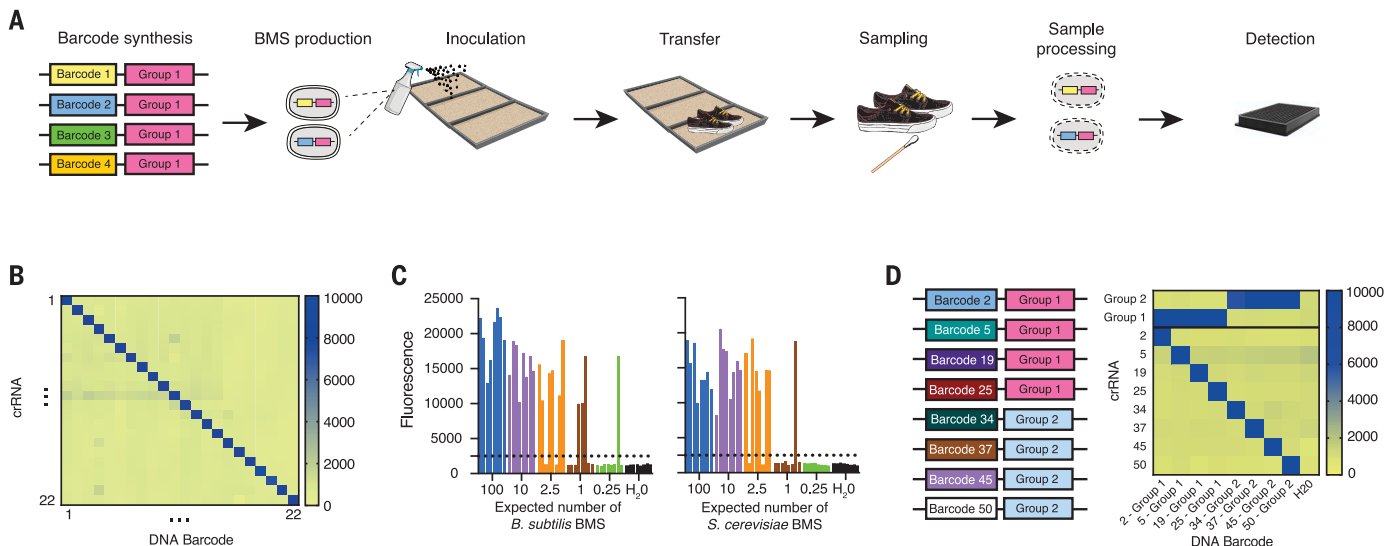 A
Barcode synthesis
BMS production
Inoculation
Transfer
Sampling
Sample
processing
Detection
Barcode 1 Group 1
Barcode 2 Group 1
Barcode 3 Group 1
Barcode 4 Group 1
B
1
22
crRNA
1 22
DNA Barcode
10000
8000
6000
4000
2000
0
C
Fluorescence
25000
20000
15000
10000
5000
0
100 10 2.5 1 0.25 H2O
Expected number of
B. subtilis BMS
100 10 2.5 1 0.25 H2O
Expected number of
S. cerevisiae BMS
D
Barcode 2 Group 1
Barcode 5 Group 1
Barcode 19 Group 1
Barcode 25 Group 1
Barcode 34 Group 2
Barcode 37 Group 2
Barcode 45 Group 2
Barcode 50 Group 2
crRNA
Group 2
Group 1
2
5
19
25
34
37
45
50
2 - Group 1
5 - Group 1
19 - Group 1
25 - Group 1
34 - Group 2
37 - Group 2
45 - Group 2
50 - Group 2
H20
DNA Barcode
10000
8000
6000
4000
2000
0